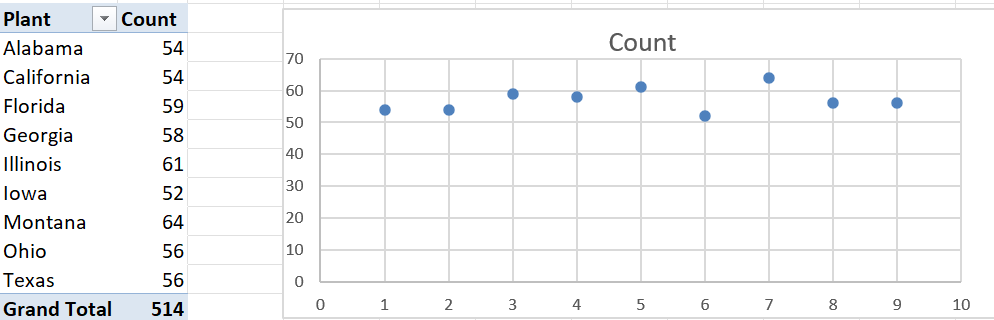 Plant Count
Alabama 54
California 54
Florida 59
Georgia 58
Illinois 61
Iowa 52
Montana 64
Ohio 56
Texas 56
Grand Total 514
Count
70
60
50
40
30
20
10
0
0 1 2 3 4 5 6 7 8 9 10